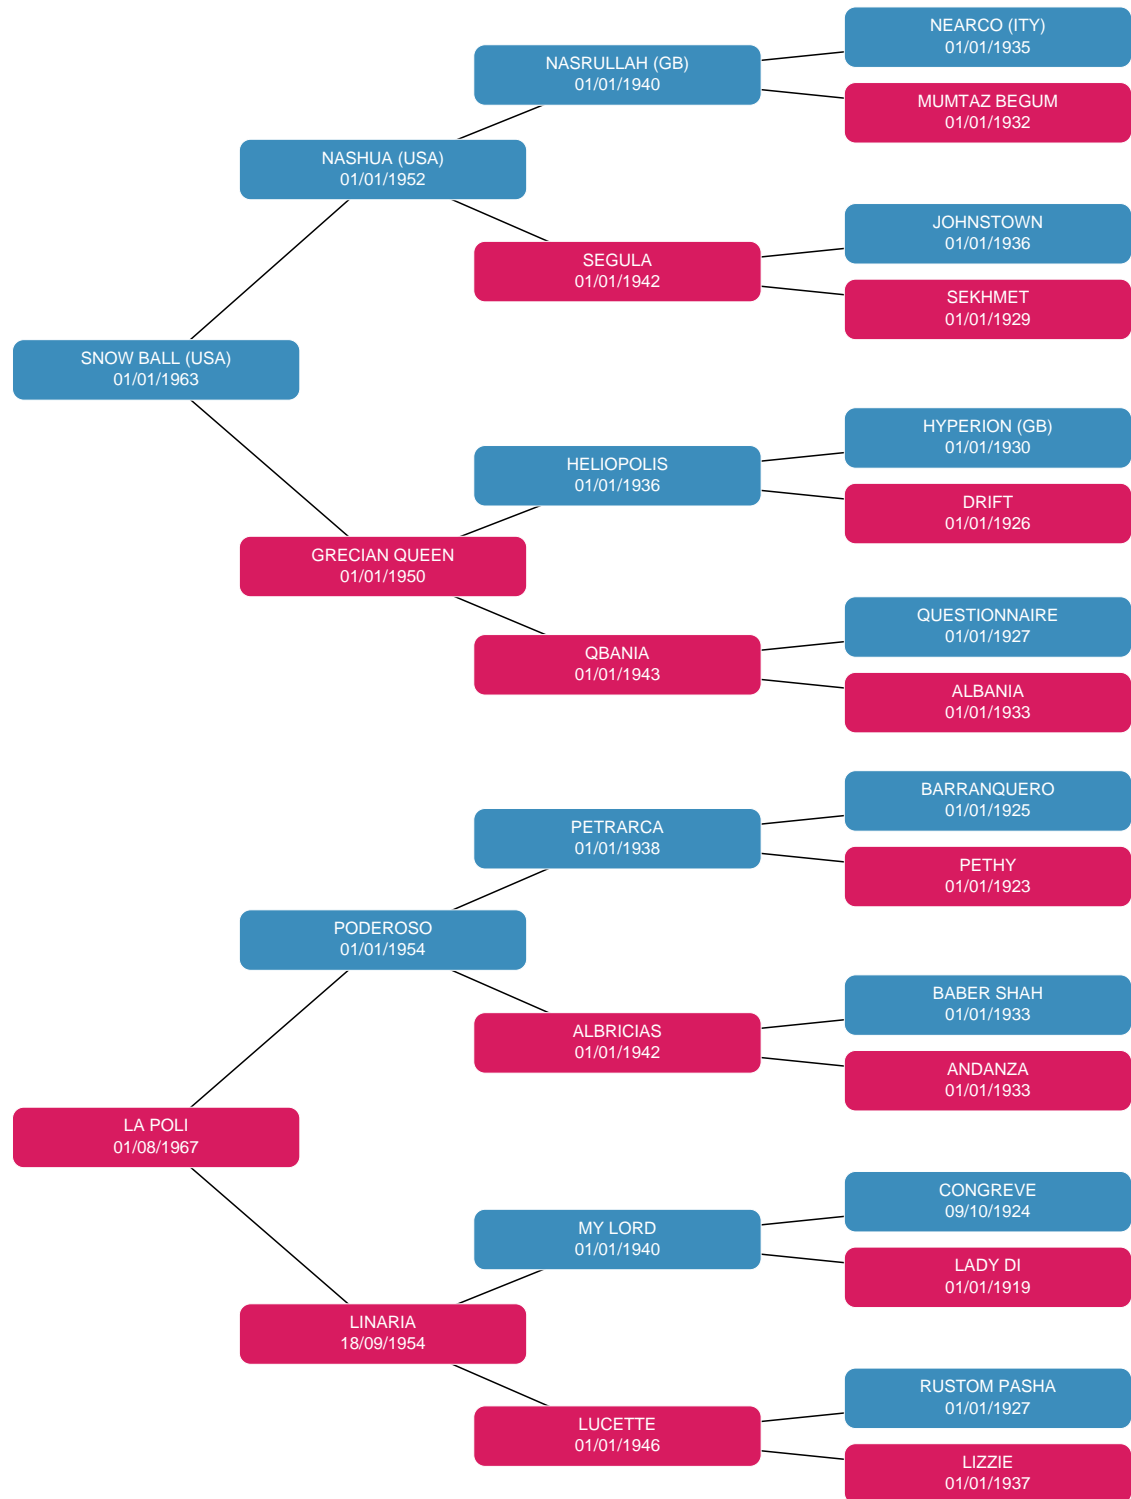 NEARCO (ITY)
01/01/1935
NASRULLAH (GB)
01/01/1940
MUMTAZ BEGUM
01/01/1932
NASHUA (USA)
01/01/1952
JOHNSTOWN
01/01/1936
SEGULA
01/01/1942
SEKHMET
01/01/1929
SNOW BALL (USA)
01/01/1963
HYPERION (GB)
01/01/1930
HELIOPOLIS
01/01/1936
DRIFT
01/01/1926
GRECIAN QUEEN
01/01/1950
QUESTIONNAIRE
01/01/1927
QBANIA
01/01/1943
ALBANIA
01/01/1933
BARRANQUERO
01/01/1925
PETRARCA
01/01/1938
PETHY
01/01/1923
PODEROSO
01/01/1954
BABER SHAH
01/01/1933
ALBRICIAS
01/01/1942
ANDANZA
01/01/1933
LA POLI
01/08/1967
CONGREVE
09/10/1924
MY LORD
01/01/1940
LADY DI
01/01/1919
LINARIA
18/09/1954
RUSTOM PASHA
01/01/1927
LUCETTE
01/01/1946
LIZZIE
01/01/1937